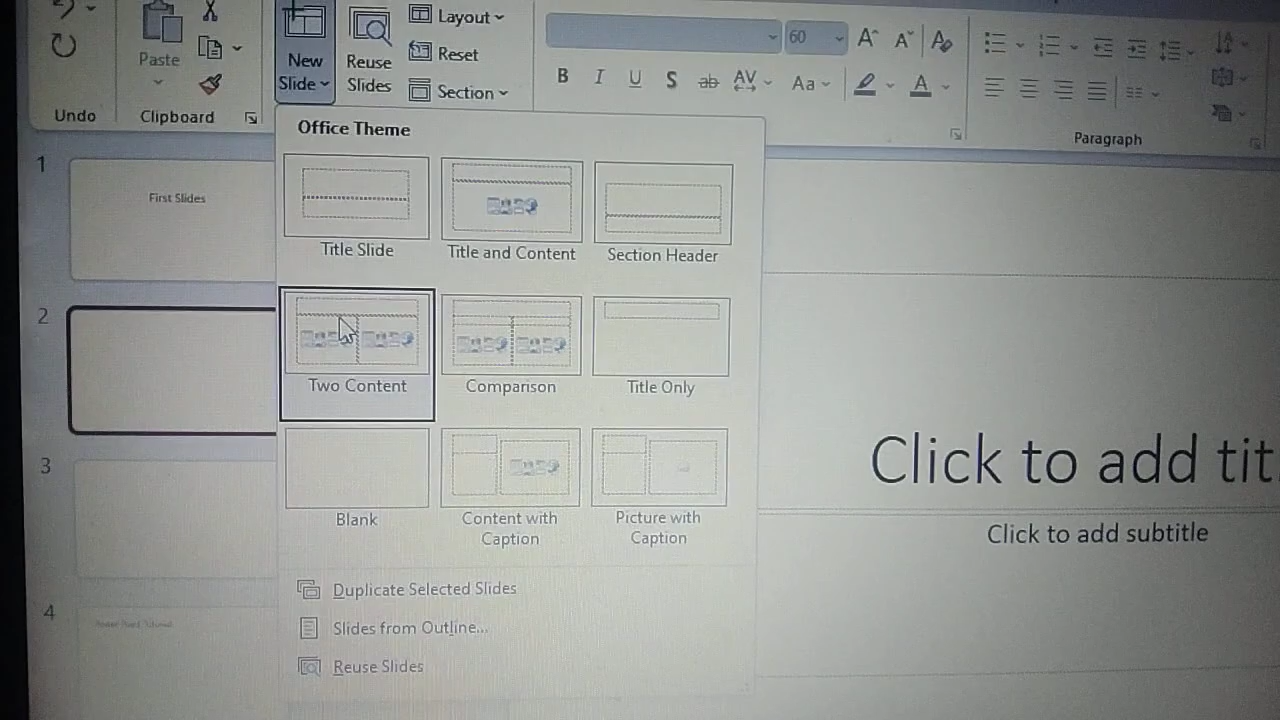 Layout
Paste
New
Slide
Reuse
Slides
Reset
Section
60
B I U S ab AV Aa A
Undo
Clipboard
Paragraph
Office Theme
1
First Slides
Title Slide
Title and Content
Section Header
2
Two Content
Comparison
Title Only
3
Blank
Content with
Caption
Picture with
Caption
Click to add tit
Click to add subtitle
4
Duplicate Selected Slides
Slides from Outline...
Reuse Slides